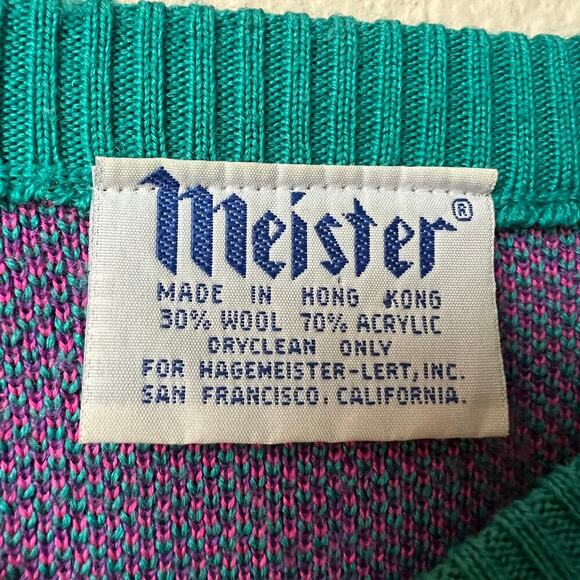 Meister®
MADE IN HONG KONG
30% WOOL 70% ACRYLIC
DRYCLEAN ONLY
FOR HAGEMEISTER-LERT, INC.
SAN FRANCISCO. CALIFORNIA.